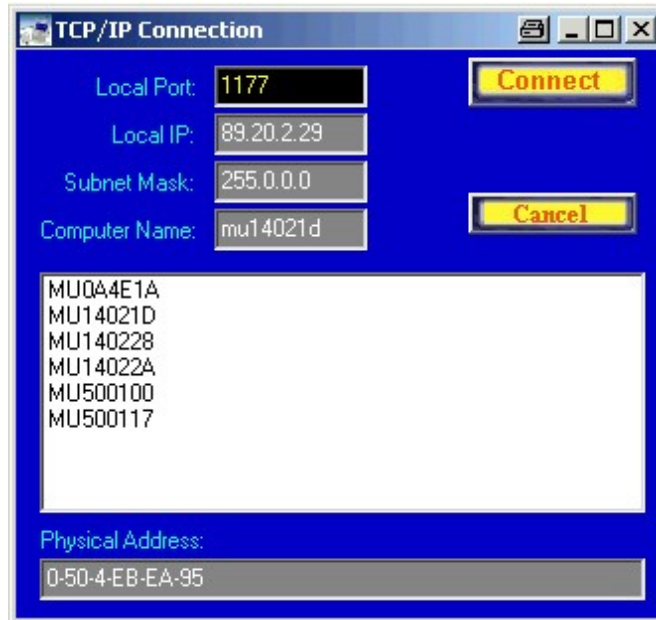 TCP/IP Connection
Local Port: 1177
Connect
Local IP: 89.20.2.29
Subnet Mask: 255.0.0.0
Cancel
Computer Name: mu14021d
MU0A4E1A
MU14021D
MU140228
MU14022A
MU500100
MU500117
Physical Address:
0-50-4-EB-EA-95